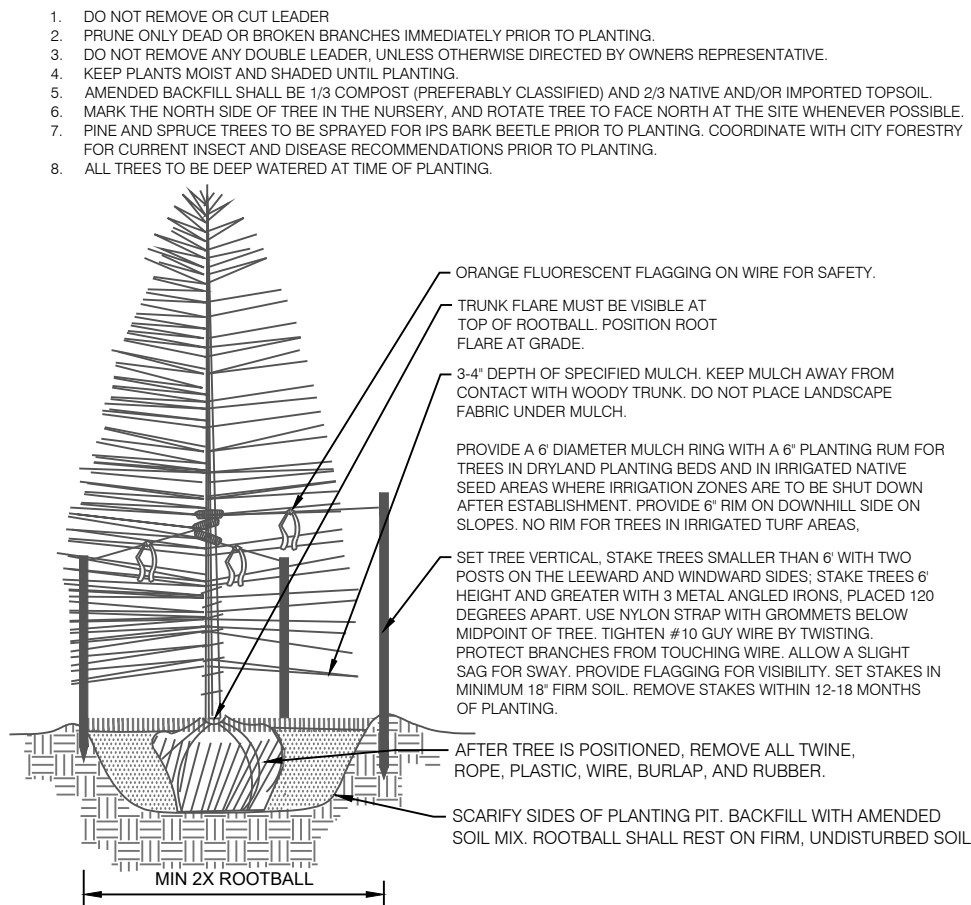 1. DO NOT REMOVE OR CUT LEADER
2. PRUNE ONLY DEAD OR BROKEN BRANCHES IMMEDIATELY PRIOR TO PLANTING.
3. DO NOT REMOVE ANY DOUBLE LEADER, UNLESS OTHERWISE DIRECTED BY OWNERS REPRESENTATIVE.
4. KEEP PLANTS MOIST AND SHADED UNTIL PLANTING.
5. AMENDED BACKFILL SHALL BE 1/3 COMPOST (PREFERABLY CLASSIFIED) AND 2/3 NATIVE AND/OR IMPORTED TOPSOIL.
6. MARK THE NORTH SIDE OF TREE IN THE NURSERY, AND ROTATE TREE TO FACE NORTH AT THE SITE WHENEVER POSSIBLE.
7. PINE AND SPRUCE TREES TO BE SPRAYED FOR IPS BARK BEETLE PRIOR TO PLANTING. COORDINATE WITH CITY FORESTRY
FOR CURRENT INSECT AND DISEASE RECOMMENDATIONS PRIOR TO PLANTING.
8. ALL TREES TO BE DEEP WATERED AT TIME OF PLANTING.
ORANGE FLUORESCENT FLAGGING ON WIRE FOR SAFETY.
TRUNK FLARE MUST BE VISIBLE AT
TOP OF ROOTBALL. POSITION ROOT
FLARE AT GRADE.
3-4" DEPTH OF SPECIFIED MULCH. KEEP MULCH AWAY FROM
CONTACT WITH WOODY TRUNK. DO NOT PLACE LANDSCAPE
FABRIC UNDER MULCH.
PROVIDE A 6' DIAMETER MULCH RING WITH A 6" PLANTING RUM FOR
TREES IN DRYLAND PLANTING BEDS AND IN IRRIGATED NATIVE
SEED AREAS WHERE IRRIGATION ZONES ARE TO BE SHUT DOWN
AFTER ESTABLISHMENT. PROVIDE 6" RIM ON DOWNHILL SIDE ON
SLOPES. NO RIM FOR TREES IN IRRIGATED TURF AREAS,
SET TREE VERTICAL, STAKE TREES SMALLER THAN 6' WITH TWO
POSTS ON THE LEEWARD AND WINDWARD SIDES; STAKE TREES 6'
HEIGHT AND GREATER WITH 3 METAL ANGLED IRONS, PLACED 120
DEGREES APART. USE NYLON STRAP WITH GROMMETS BELOW
MIDPOINT OF TREE. TIGHTEN #10 GUY WIRE BY TWISTING.
PROTECT BRANCHES FROM TOUCHING WIRE. ALLOW A SLIGHT
SAG FOR SWAY. PROVIDE FLAGGING FOR VISIBILITY. SET STAKES IN
MINIMUM 18" FIRM SOIL. REMOVE STAKES WITHIN 12-18 MONTHS
OF PLANTING.
AFTER TREE IS POSITIONED, REMOVE ALL TWINE,
ROPE, PLASTIC, WIRE, BURLAP, AND RUBBER.
SCARIFY SIDES OF PLANTING PIT. BACKFILL WITH AMENDED
SOIL MIX. ROOTBALL SHALL REST ON FIRM, UNDISTURBED SOIL
MIN 2X ROOTBALL